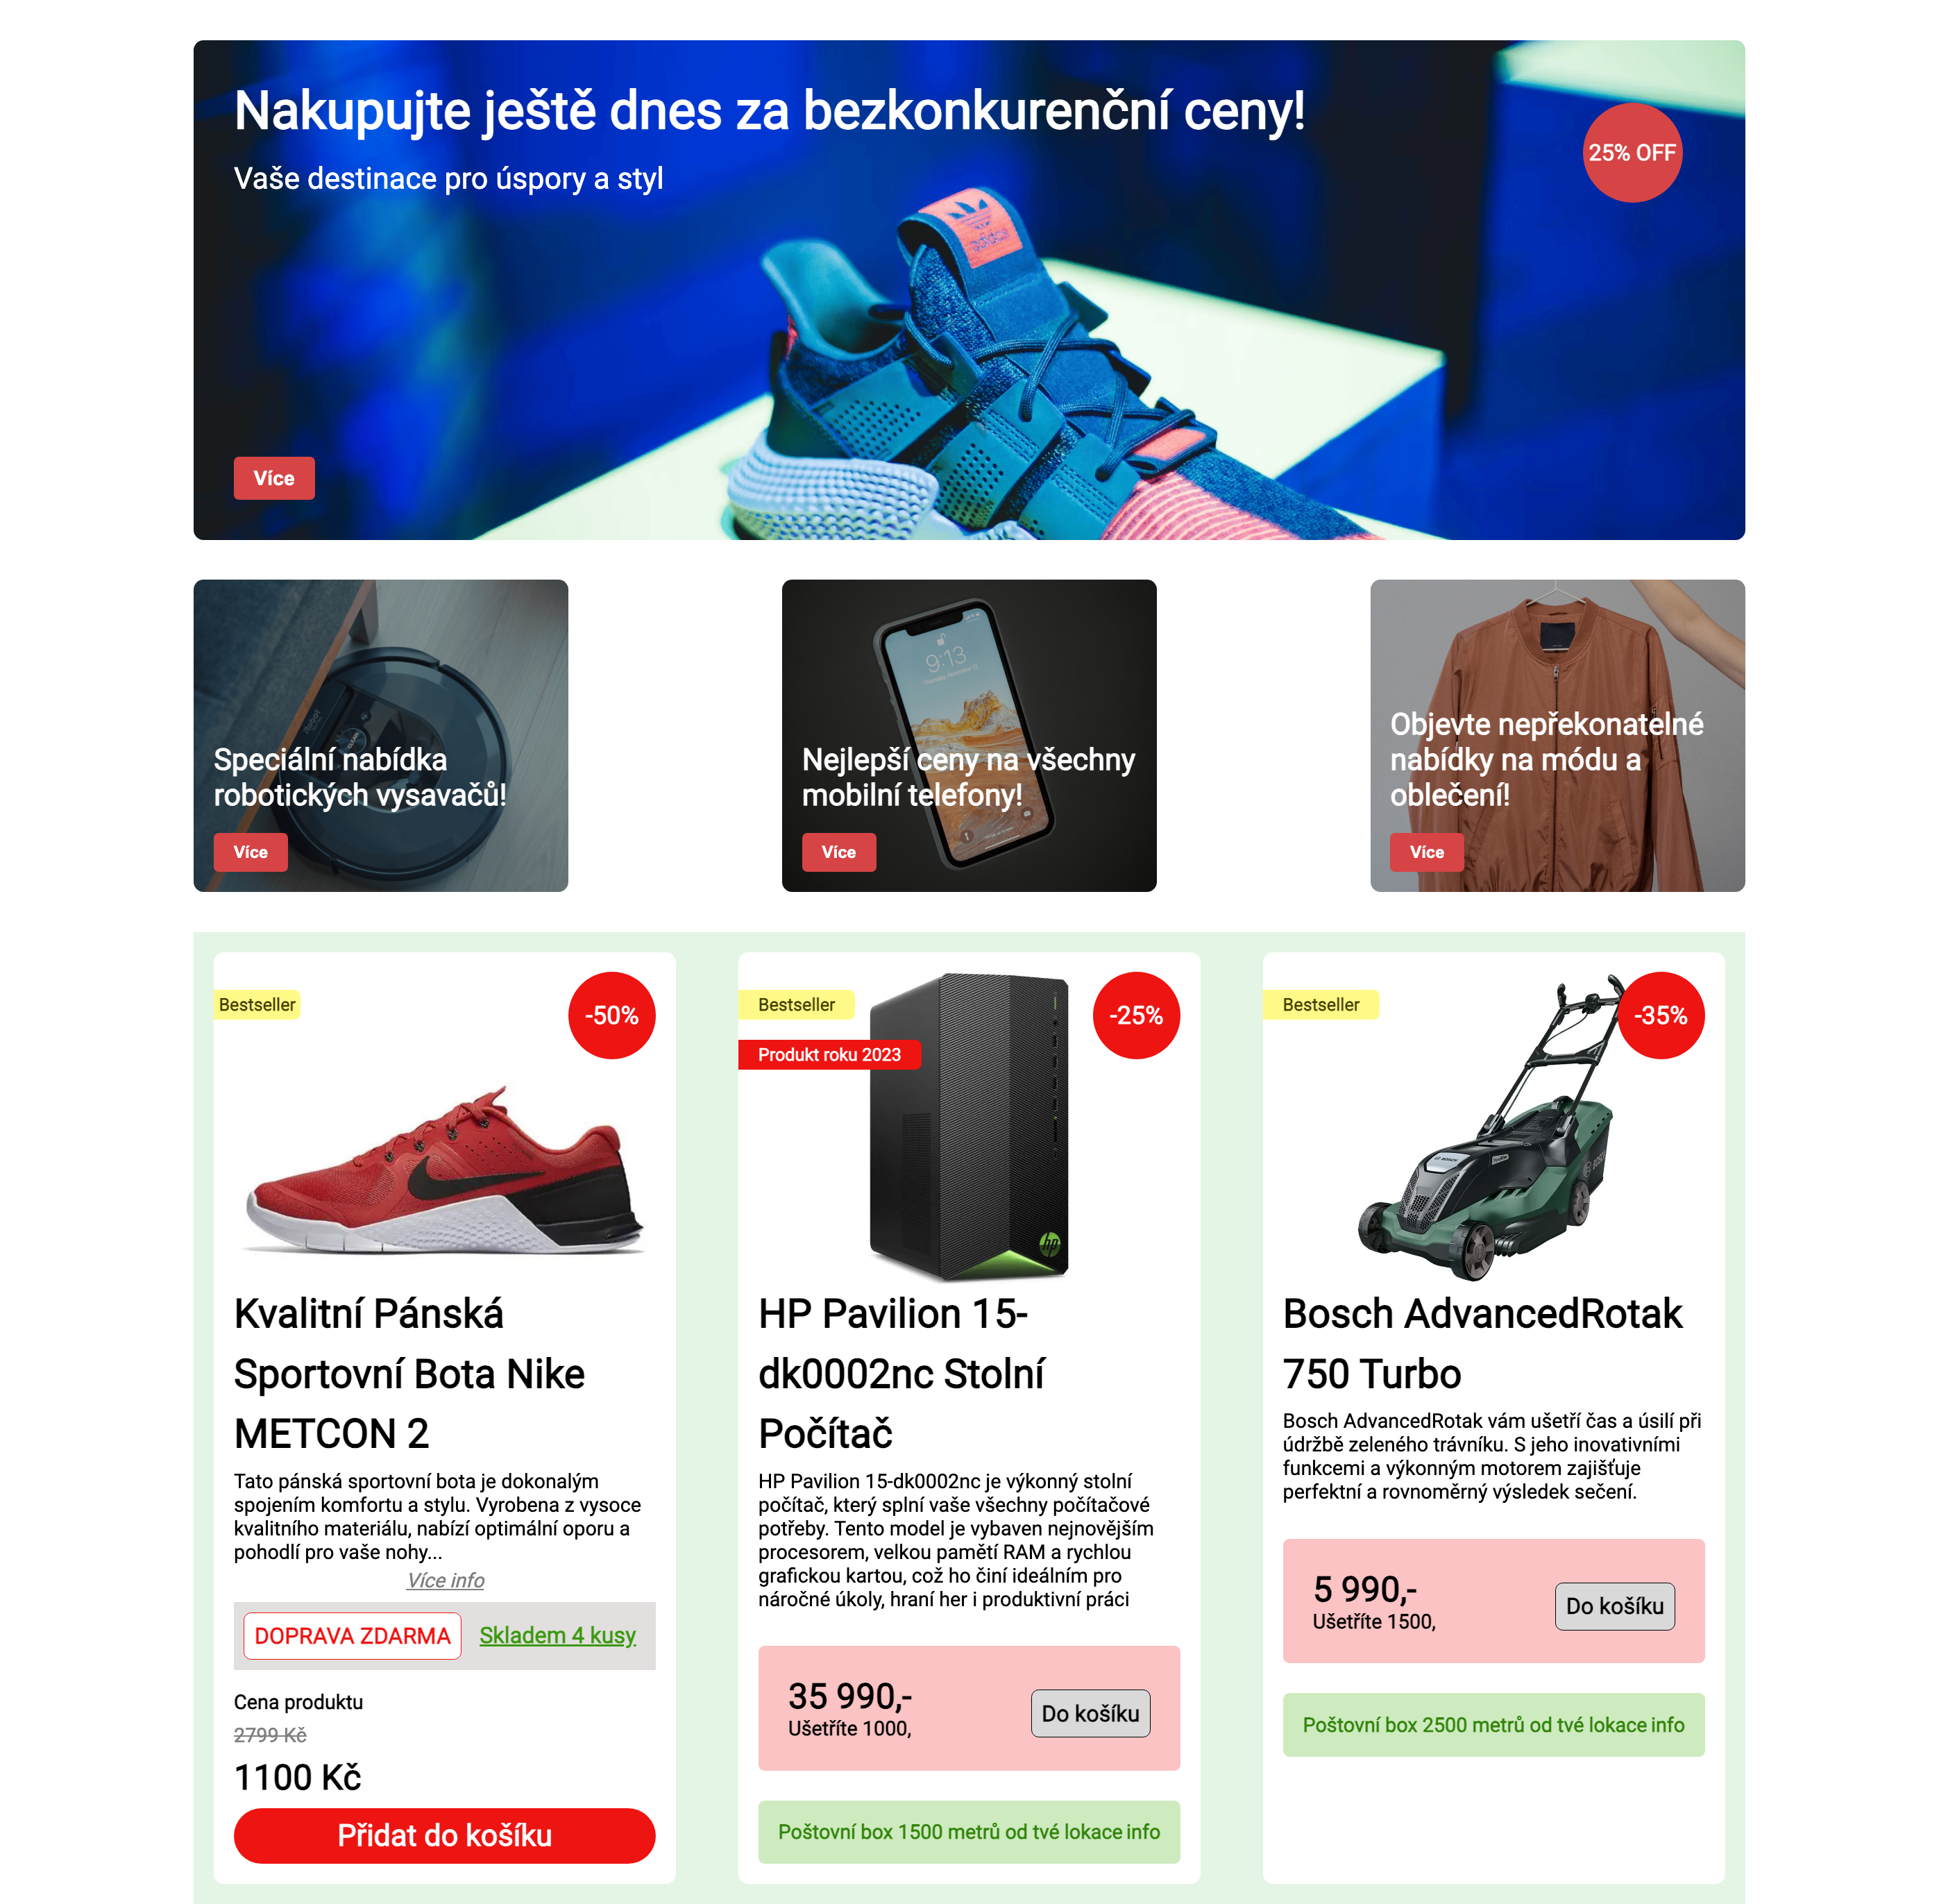 Nakupujte ještě dnes za bezkonkurenční ceny!
Vaše destinace pro úspory a styl
25% OFF
adidas
Více
Speciální nabídka
robotických vysavačů!
Více
9:13
Nejlepší ceny na všechny
mobilní telefony!
Více
Objevte nepřekonatelné
nabídky na módu a
oblečení!
Více
Bestseller
-50%
Kvalitní Pánská
Sportovní Bota Nike
METCON 2
Tato pánská sportovní bota je dokonalým
spojením komfortu a stylu. Vyrobena z vysoce
kvalitního materiálu, nabízí optimální oporu a
pohodlí pro vaše nohy...
Více info
DOPRAVA ZDARMA
Skladem 4 kusy
Cena produktu
2799 Kč
1100 Kč
Přidat do košíku
Bestseller
Produkt roku 2023
-25%
hp
HP Pavilion 15-
dk0002nc Stolní
Počítač
HP Pavilion 15-dk0002nc je výkonný stolní
počítač, který splní vaše všechny počítačové
potřeby. Tento model je vybaven nejnovějším
procesorem, velkou pamětí RAM a rychlou
grafickou kartou, což ho činí ideálním pro
náročné úkoly, hraní her i produktivní práci
35 990,-
Ušetříte 1000,
Do košíku
Poštovní box 1500 metrů od tvé lokace info
Bestseller
-35%
BOSCH
Bosch AdvancedRotak
750 Turbo
Bosch AdvancedRotak vám ušetří čas a úsilí při
údržbě zeleného trávníku. S jeho inovativními
funkcemi a výkonným motorem zajišťuje
perfektní a rovnoměrný výsledek sečení.
5 990,-
Ušetříte 1500,
Do košíku
Poštovní box 2500 metrů od tvé lokace info